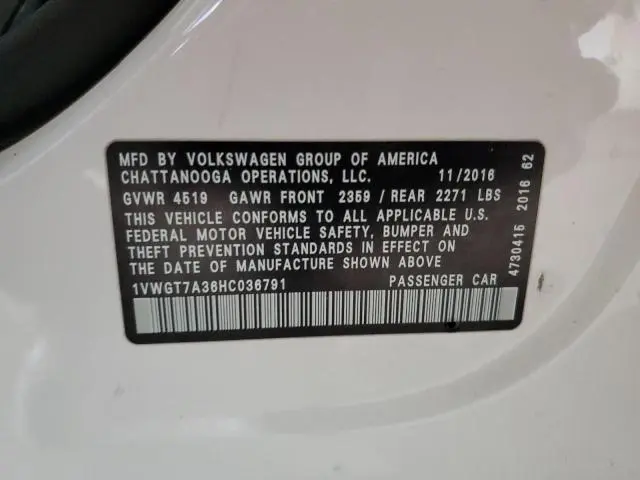 MFD BY VOLKSWAGEN GROUP OF AMERICA
CHATTANOOGA OPERATIONS, LLC. 11/2016
GVWR 4519 GAWR FRONT 2359 / REAR 2271 LBS
THIS VEHICLE CONFORMS TO ALL APPLICABLE U.S.
FEDERAL MOTOR VEHICLE SAFETY, BUMPER AND
THEFT PREVENTION STANDARDS IN EFFECT ON
THE DATE OF MANUFACTURE SHOWN ABOVE
1VWGT7A36HC036791 PASSENGER CAR
4730415 2016 62